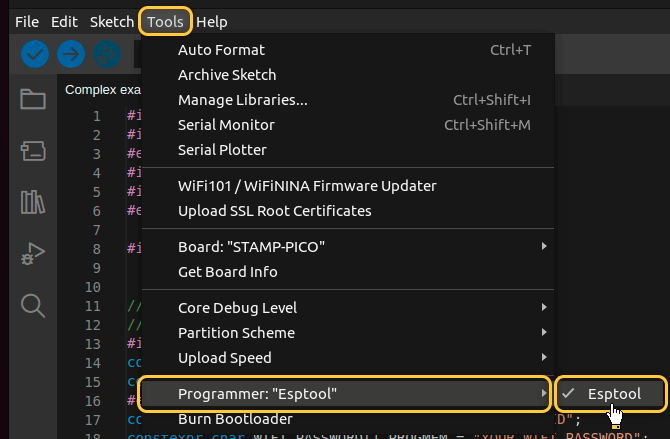 File Edit Sketch Tools Help
Auto Format Ctrl+T
Complex exa
Archive Sketch
Manage Libraries... Ctrl+Shift+I
Serial Monitor Ctrl+Shift+M
Serial Plotter
WiFi101 / WiFiNINA Firmware Updater
Upload SSL Root Certificates
Board: "STAMP-PICO"
Get Board Info
Core Debug Level
Partition Scheme
Upload Speed
Programmer: "Esptool" Esptool
Burn Bootloader
1 #i
2 #i
3 #e
4 #i
5 #i
6 #e
7
8 #i
9
10
11 //
12 //
13 #i
14 co
15 co
16 #e
17 co ID";
18 constexpr char WIFI_PASSWORD[] PROGMEM = "YOUR_WIFI_PASSWORD";